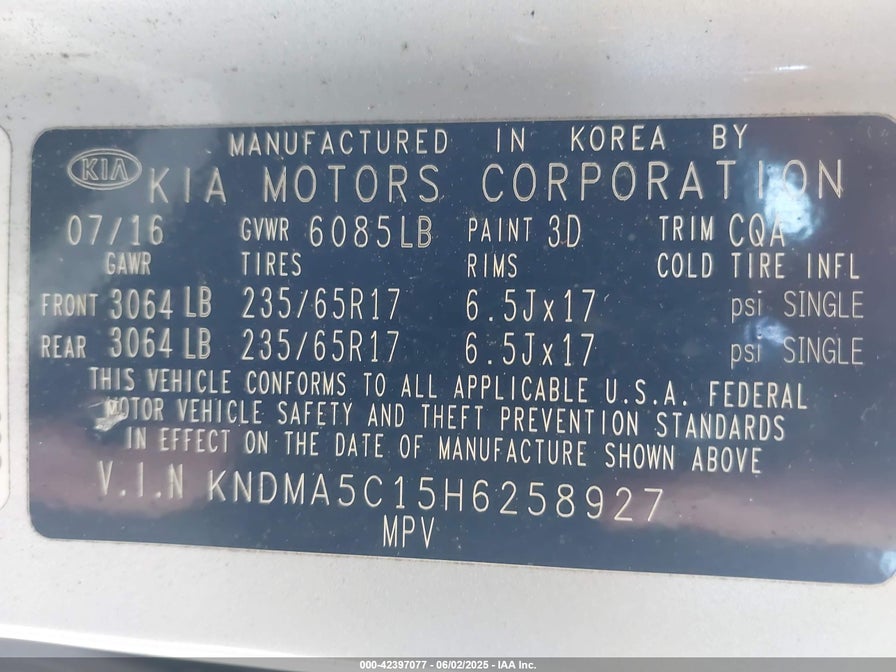 MANUFACTURED IN KOREA BY
KIA KIA MOTORS CORPORATION
07/16 GVWR 6085LB PAINT 3D TRIM CQA
GAWR TIRES RIMS COLD TIRE INFL
FRONT 3064 LB 235/65R17 6.5Jx17 psi SINGLE
REAR 3064 LB 235/65R17 6.5Jx17 psi SINGLE
THIS VEHICLE CONFORMS TO ALL APPLICABLE U.S.A. FEDERAL
MOTOR VEHICLE SAFETY AND THEFT PREVENTION STANDARDS
IN EFFECT ON THE DATE OF MANUFACTURE SHOWN ABOVE
V.I.N KNDMA5C15H6258927
MPV
000-42397077 - 06/02/2025 - IAA Inc.